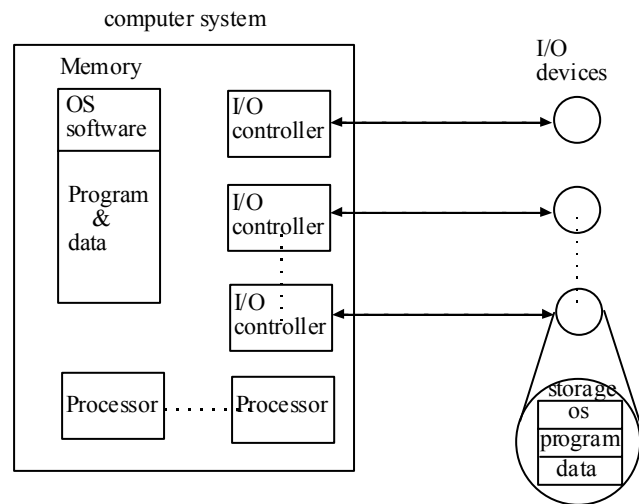 computer system
Memory
OS
software
Program
&
data
I/O
controller
I/O
controller
I/O
controller
Processor
Processor
I/O
devices
storage
os
program
data